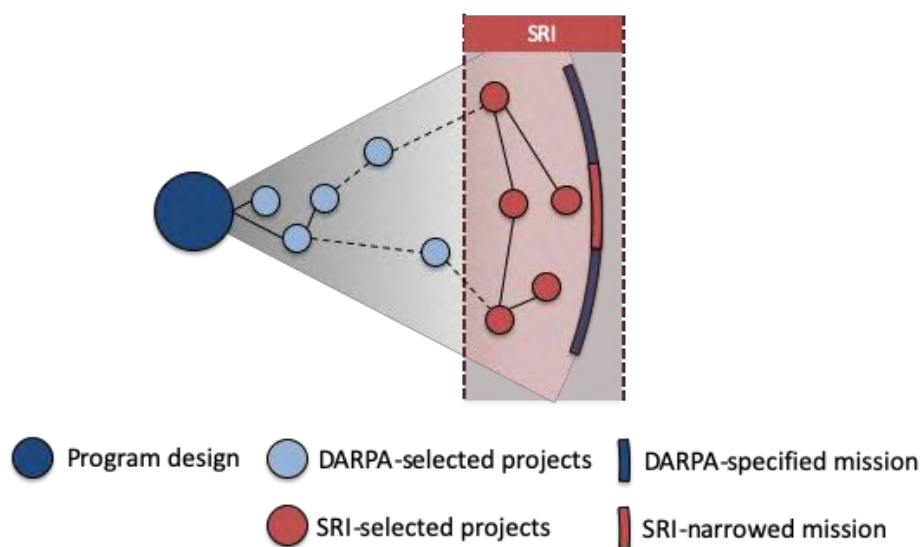 SRI
Program design
DARPA-selected projects
DARPA-specified mission
SRI-selected projects
SRI-narrowed mission